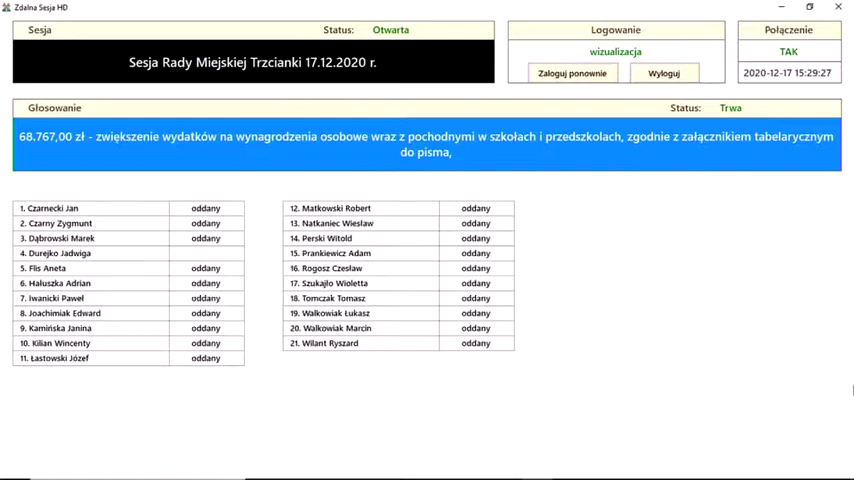 Zdalna Sesja HD
Sesja Status: Otwarta
Sesja Rady Miejskiej Trzcianki 17.12.2020 r.
Logowanie
wizualizacja
Zaloguj ponownie Wyloguj
Połączenie
TAK
2020-12-17 15:29:27
Głosowanie Status: Trwa
68.767,00 zł - zwiększenie wydatków na wynagrodzenia osobowe wraz z pochodnymi w szkołach i przedszkolach, zgodnie z załącznikiem tabelarycznym
do pisma,
1. Czarnecki Jan oddany
2. Czarny Zygmunt oddany
3. Dąbrowski Marek oddany
4. Durejko Jadwiga
5. Flis Aneta oddany
6. Hałuszka Adrian oddany
7. Iwanicki Paweł oddany
8. Joachimiak Edward oddany
9. Kamińska Janina oddany
10. Kilian Wincenty oddany
11. Łastowski Józef oddany
12. Matkowski Robert oddany
13. Natkaniec Wiesław oddany
14. Perski Witold oddany
15. Prankiewicz Adam oddany
16. Rogosz Czesław oddany
17. Szukajło Wioletta oddany
18. Tomczak Tomasz oddany
19. Walkowiak Łukasz oddany
20. Walkowiak Marcin oddany
21. Wilant Ryszard oddany